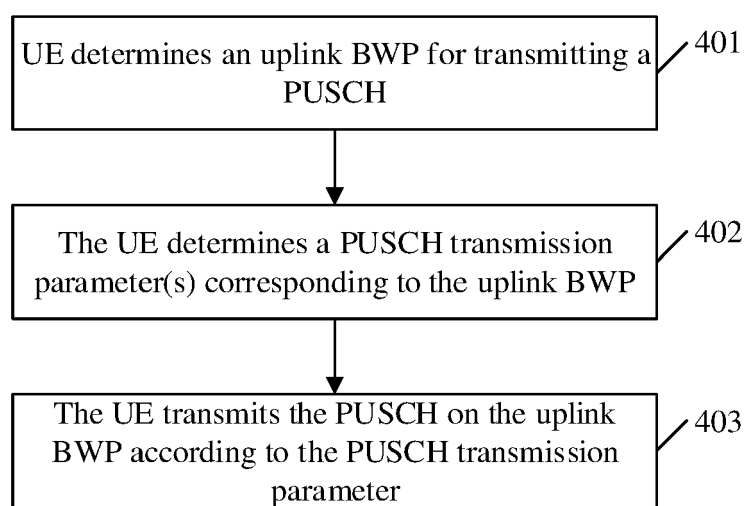 UE determines an uplink BWP for transmitting a
PUSCH
401
The UE determines a PUSCH transmission
parameter(s) corresponding to the uplink BWP
402
The UE transmits the PUSCH on the uplink
BWP according to the PUSCH transmission
parameter
403